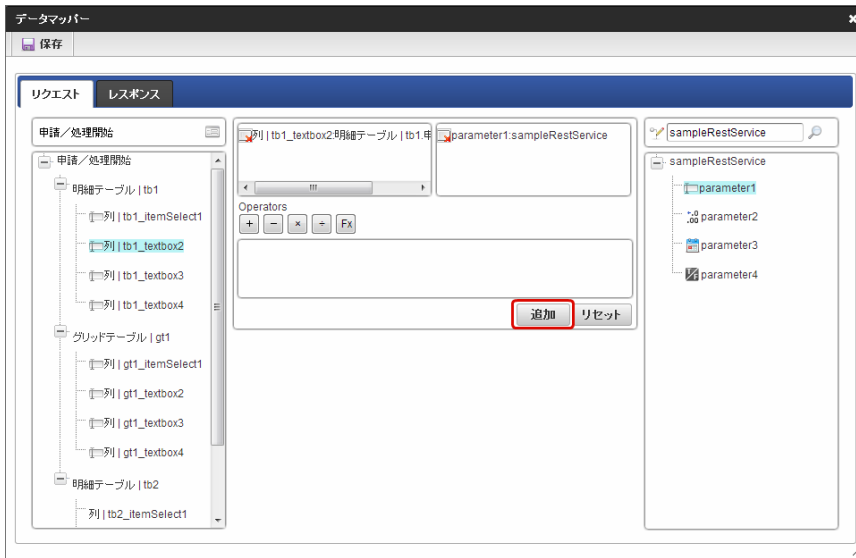 データマッパー
保存
リクエスト
レスポンス
申請／処理開始
申請／処理開始
明細テーブル | tb1
列 | tb1_itemSelect1
列 | tb1_textbox2
列 | tb1_textbox3
列 | tb1_textbox4
グリッドテーブル | gt1
列 | gt1_itemSelect1
列 | gt1_textbox2
列 | gt1_textbox3
列 | gt1_textbox4
明細テーブル | tb2
列 | tb2_itemSelect1
列 | tb1_textbox2:明細テーブル | tb1.申
parameter1:sampleRestService
Operators
+ − × ÷ Fx
追加
リセット
sampleRestService
sampleRestService
parameter1
parameter2
parameter3
parameter4